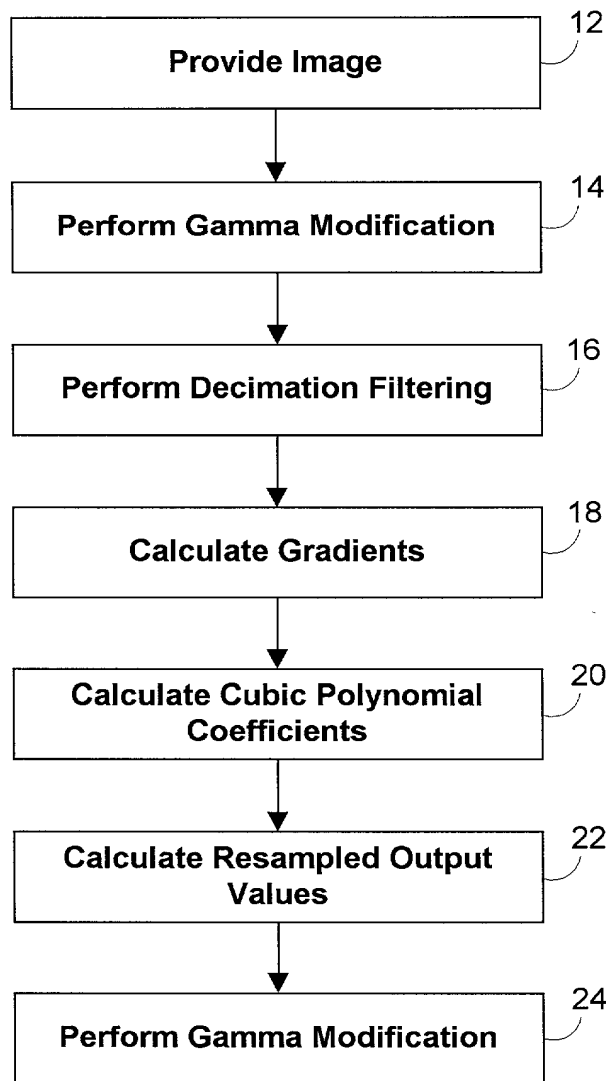 12
Provide Image
14
Perform Gamma Modification
16
Perform Decimation Filtering
18
Calculate Gradients
20
Calculate Cubic Polynomial
Coefficients
22
Calculate Resampled Output
Values
24
Perform Gamma Modification